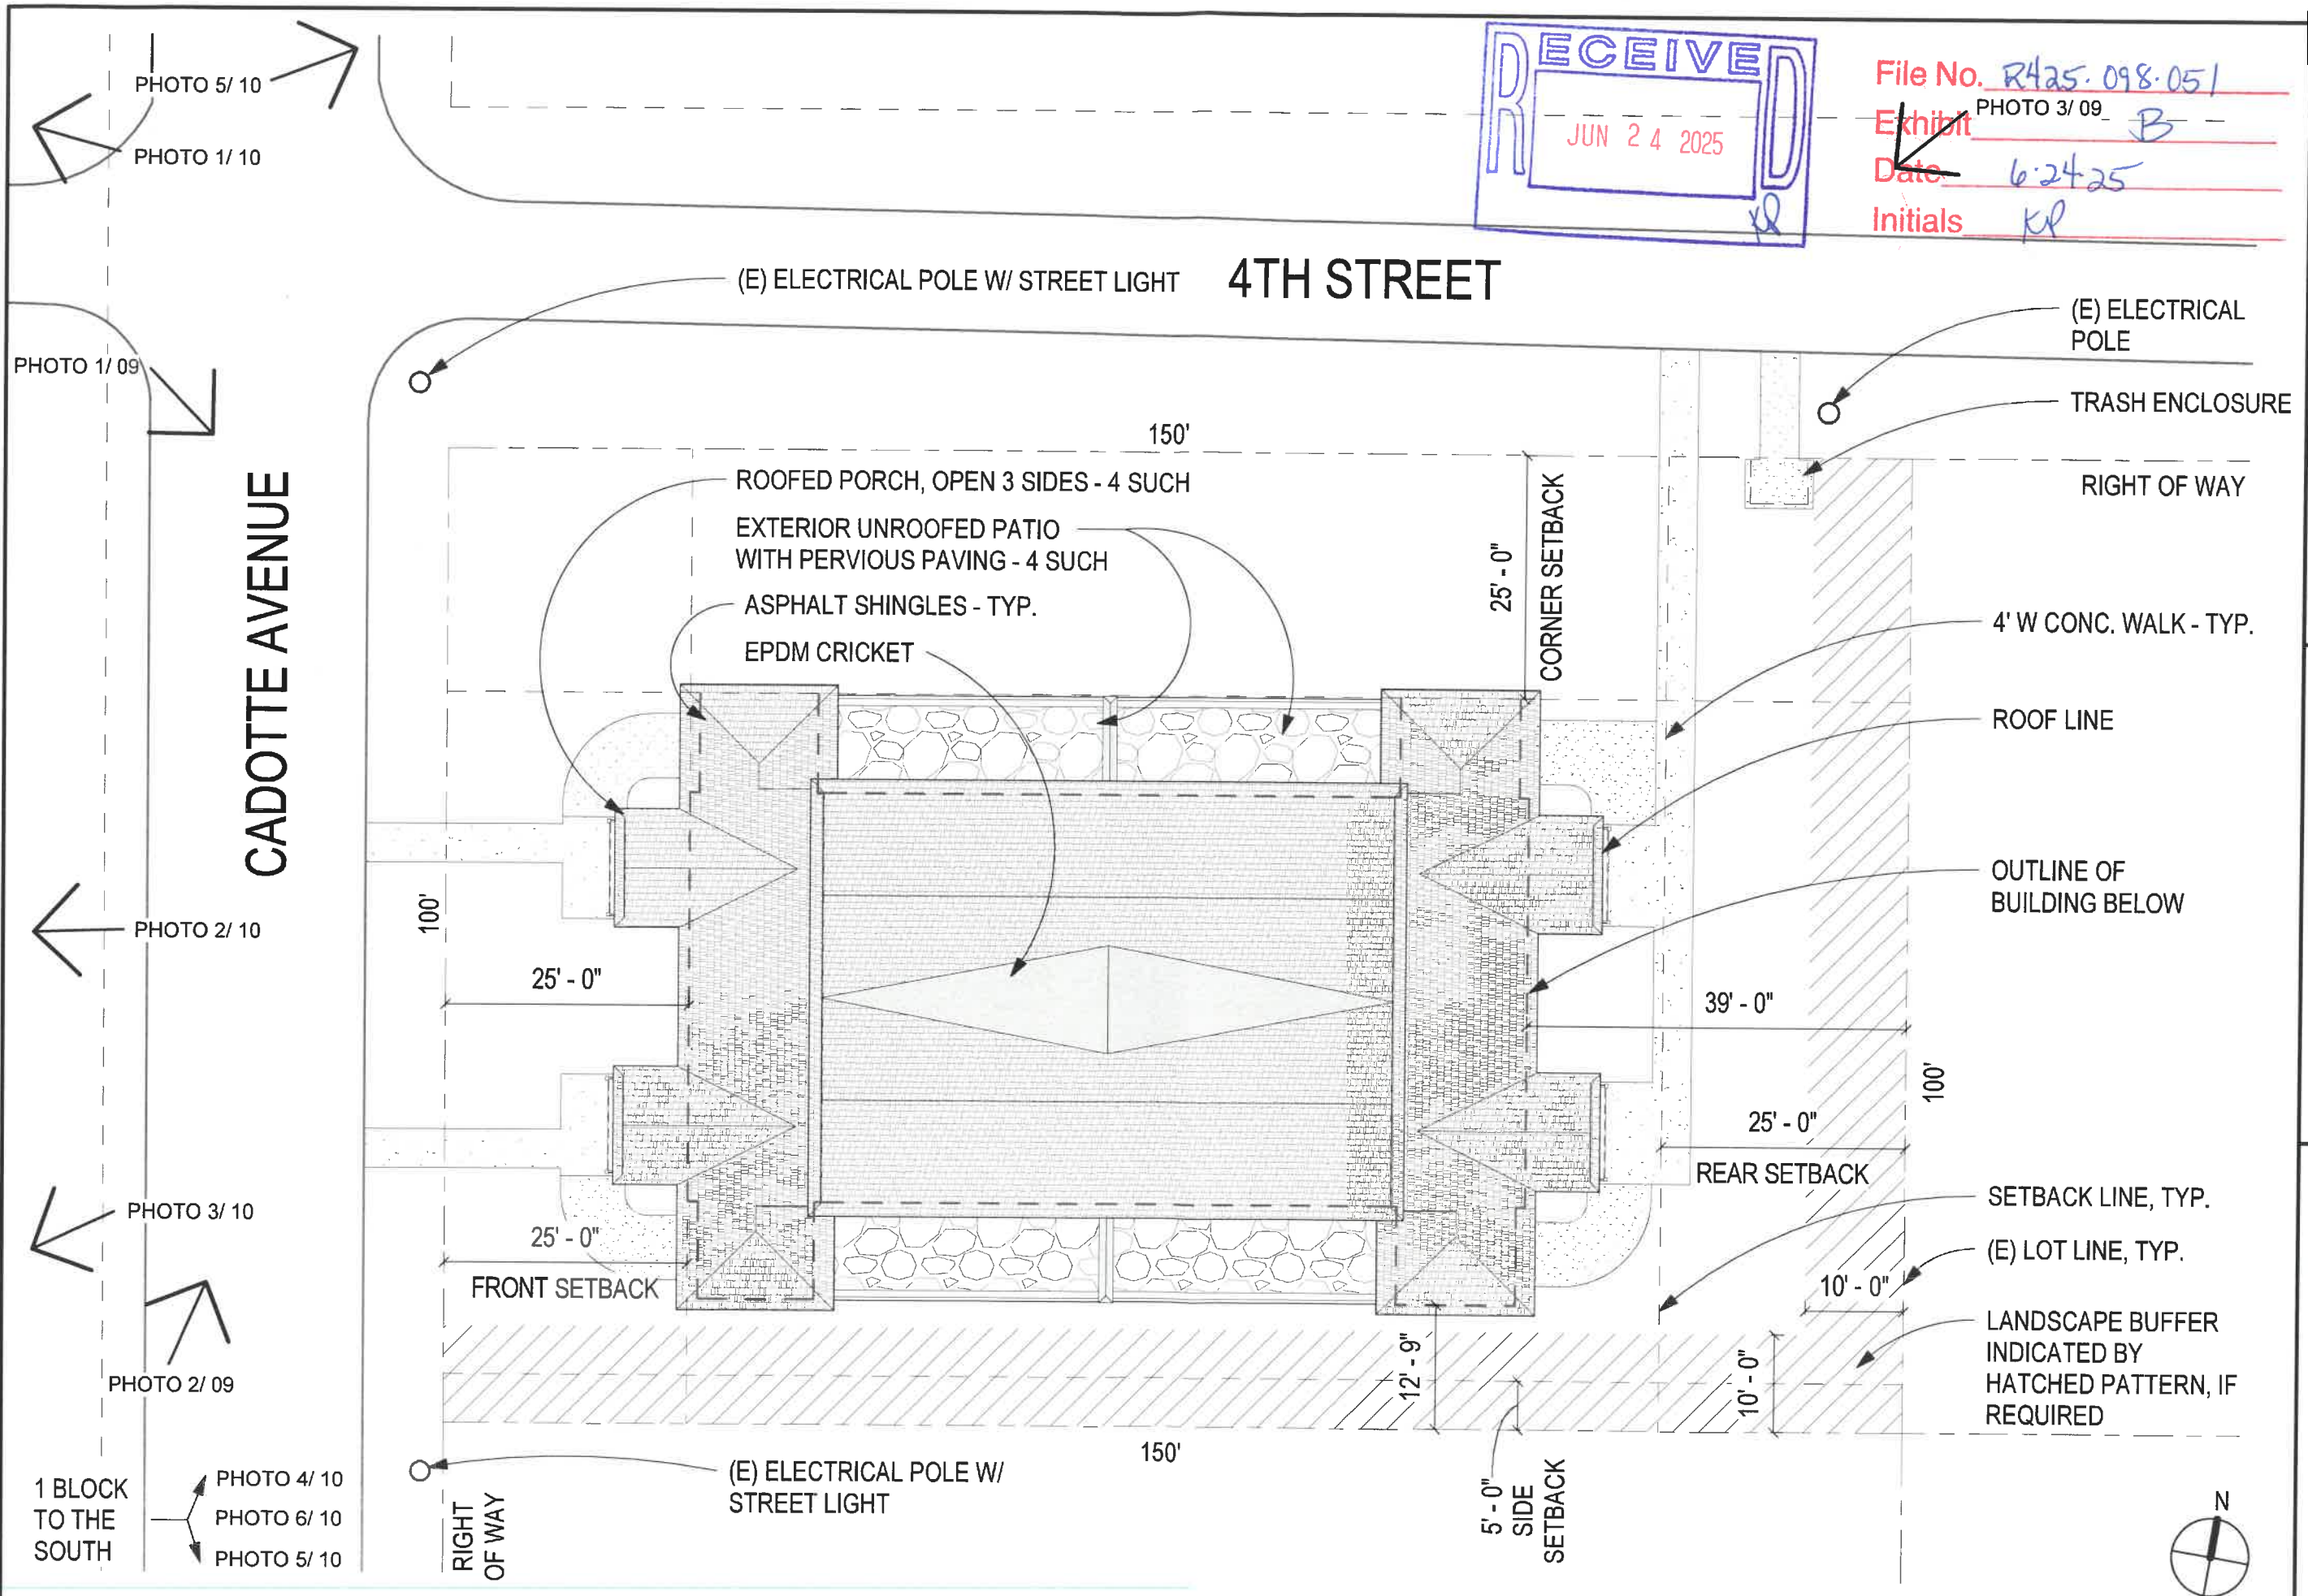 PHOTO 5/ 10
PHOTO 1/ 10
RECEIVED
JUN 24 2025
KP
File No. R425.098.051
PHOTO 3/ 09
Exhibit B
Date 6.24.25
Initials KP
(E) ELECTRICAL POLE W/ STREET LIGHT
4TH STREET
(E) ELECTRICAL
POLE
PHOTO 1/ 09
TRASH ENCLOSURE
150'
ROOFED PORCH, OPEN 3 SIDES - 4 SUCH
RIGHT OF WAY
EXTERIOR UNROOFED PATIO
WITH PERVIOUS PAVING - 4 SUCH
25' - 0"
CORNER SETBACK
ASPHALT SHINGLES - TYP.
EPDM CRICKET
4' W CONC. WALK - TYP.
CADOTTE AVENUE
ROOF LINE
OUTLINE OF
BUILDING BELOW
100'
PHOTO 2/ 10
25' - 0"
39' - 0"
100'
25' - 0"
REAR SETBACK
PHOTO 3/ 10
25' - 0"
FRONT SETBACK
SETBACK LINE, TYP.
(E) LOT LINE, TYP.
10' - 0"
LANDSCAPE BUFFER
INDICATED BY
HATCHED PATTERN, IF
REQUIRED
12' - 9"
10' - 0"
PHOTO 2/ 09
150'
(E) ELECTRICAL POLE W/
STREET LIGHT
5' - 0"
SIDE
SETBACK
1 BLOCK
TO THE
SOUTH
PHOTO 4/ 10
PHOTO 6/ 10
PHOTO 5/ 10
RIGHT
OF WAY
N